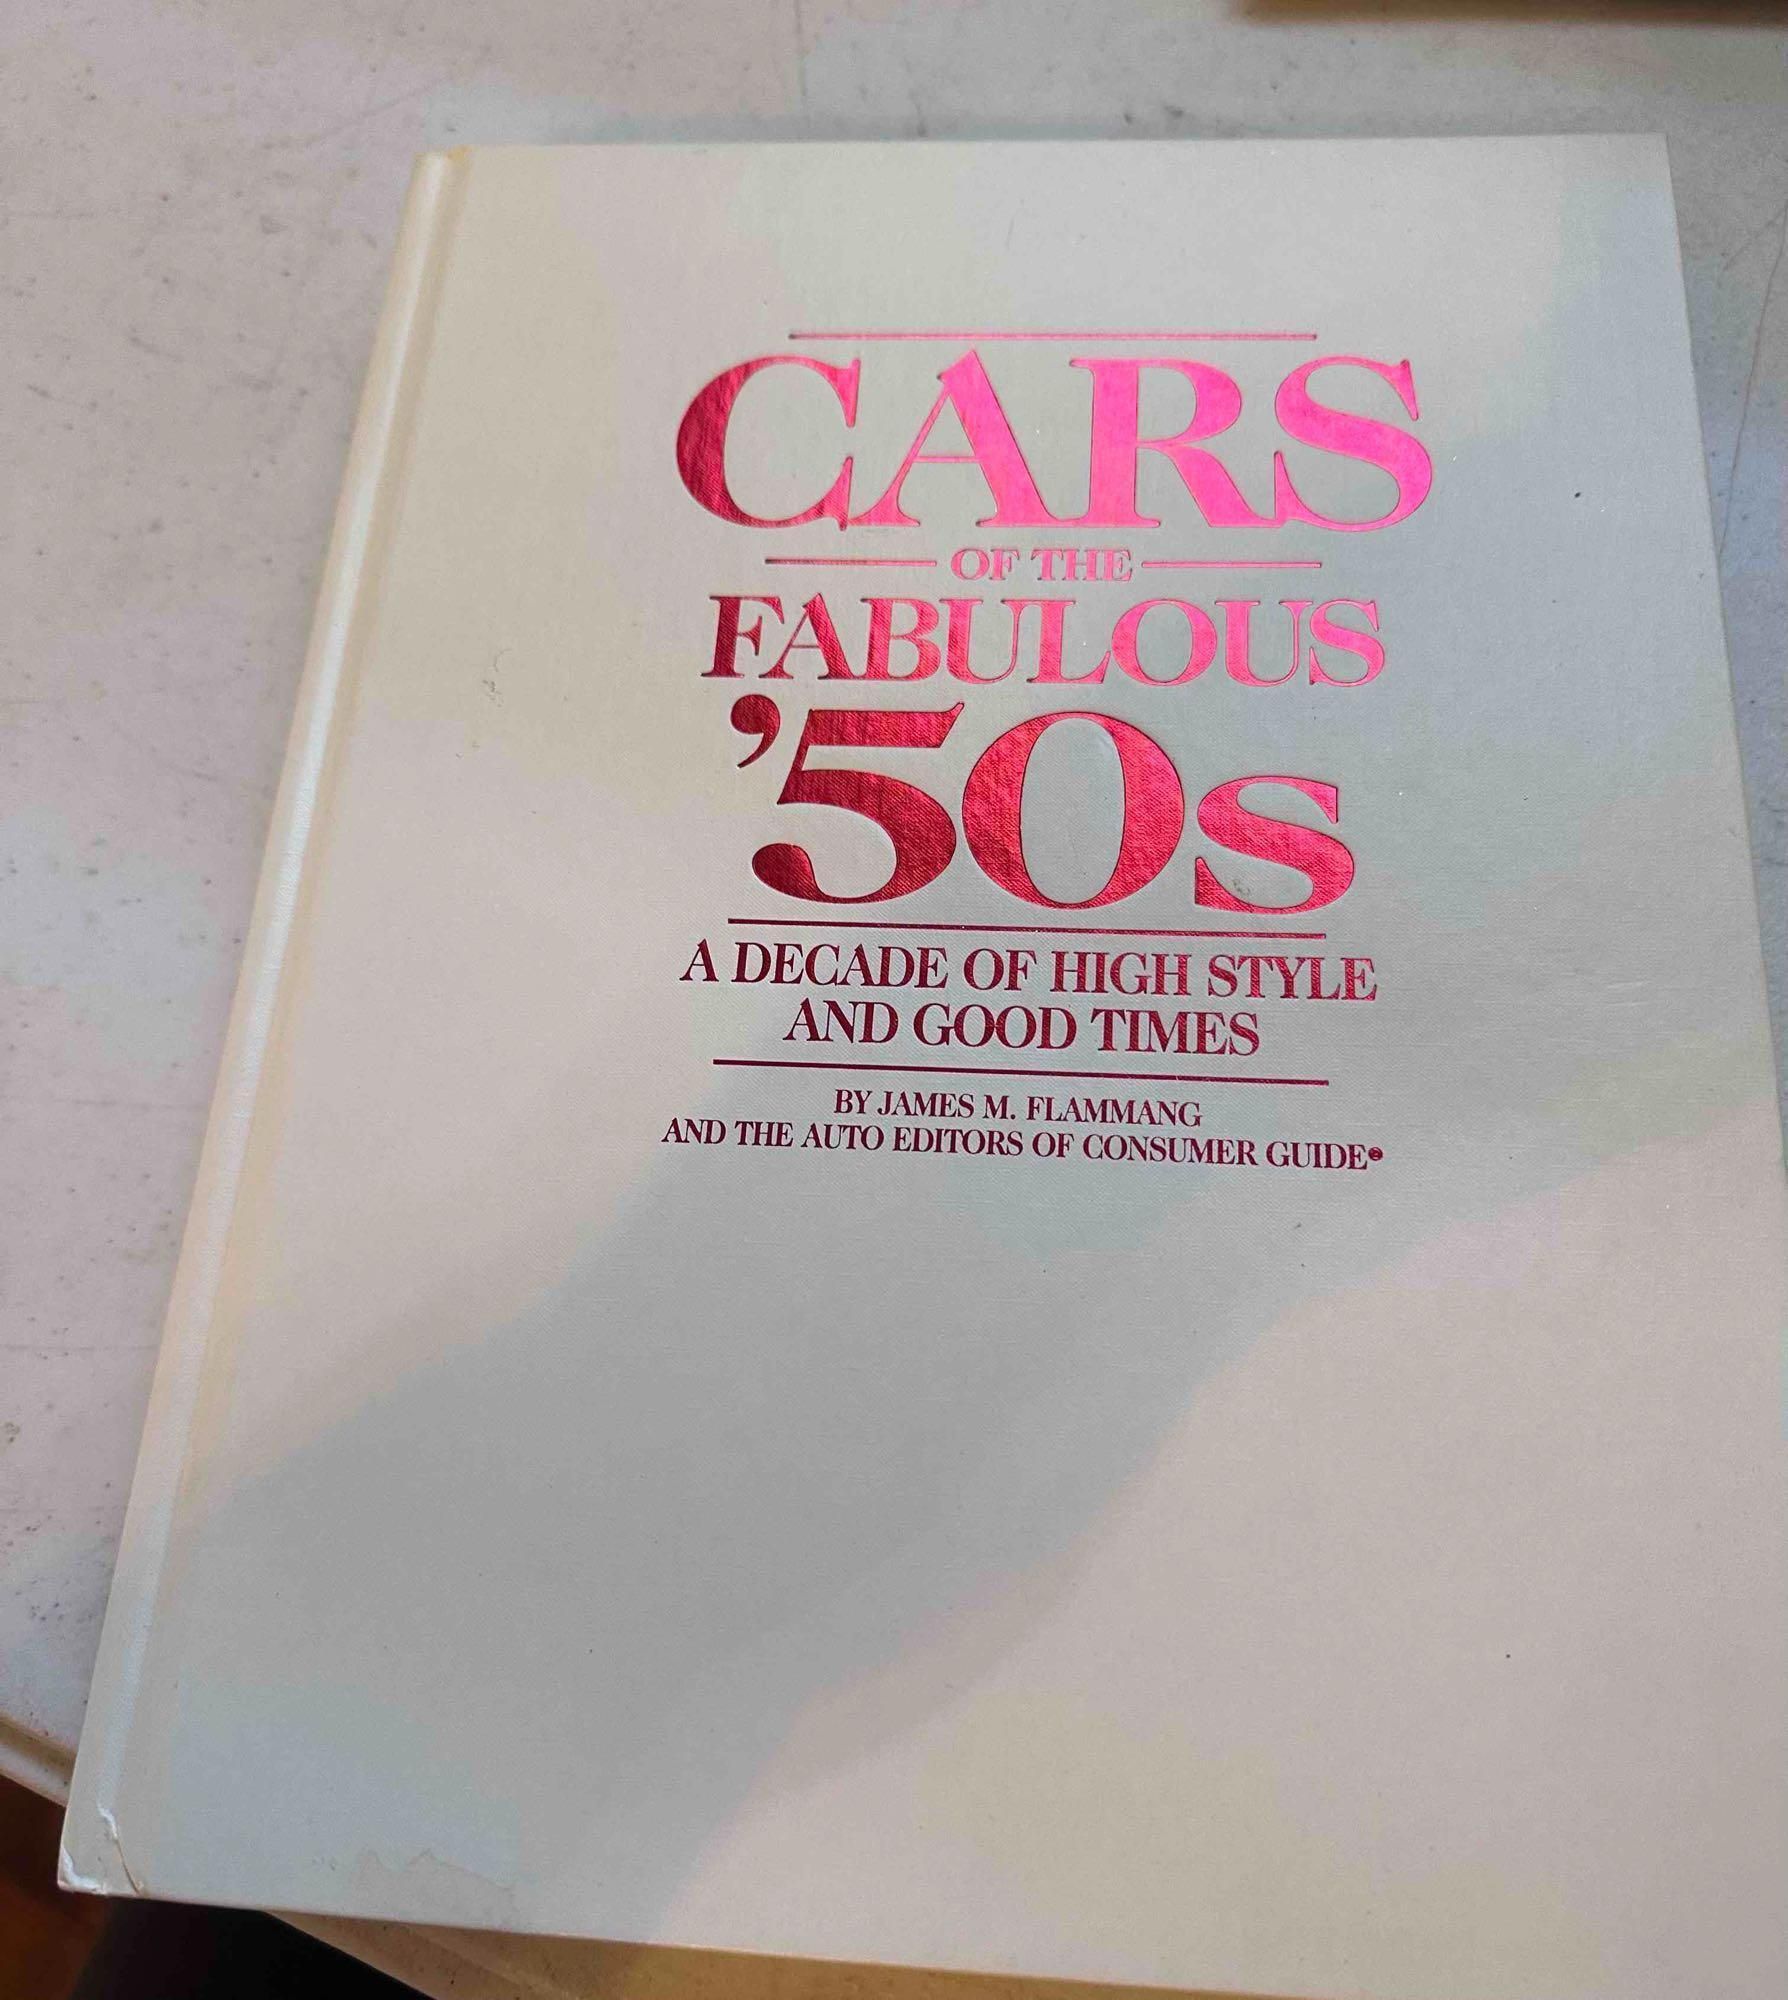 CARS
OF THE
FABULOUS
'50s
A DECADE OF HIGH STYLE
AND GOOD TIMES
BY JAMES M. FLAMMANG
AND THE AUTO EDITORS OF CONSUMER GUIDE®